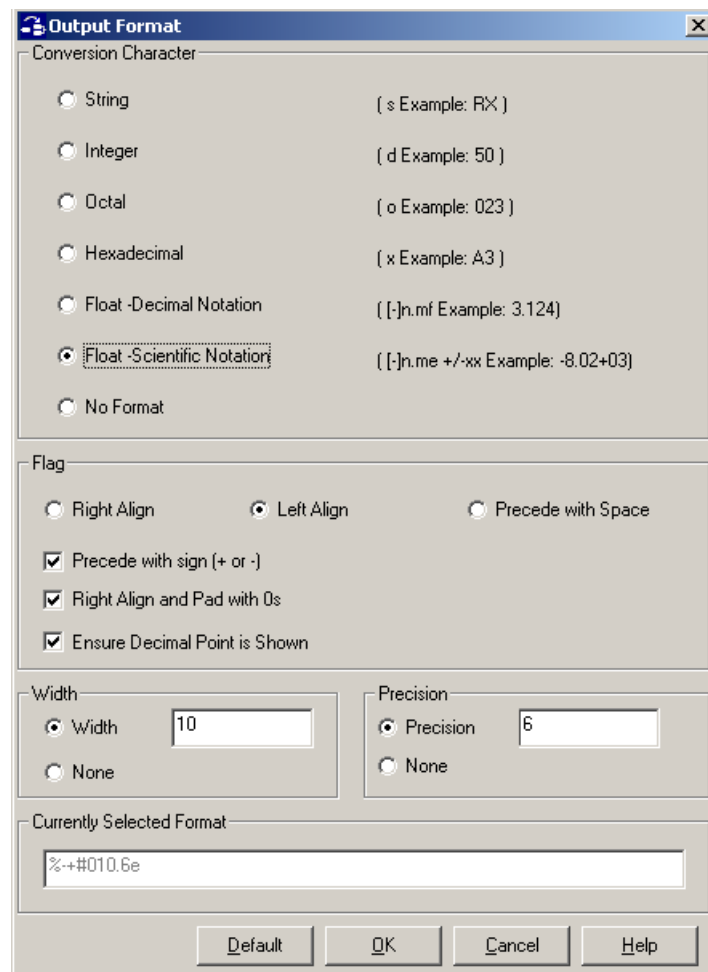 Output Format
Conversion Character
String ( s Example: RX )
Integer ( d Example: 50 )
Octal ( o Example: 023 )
Hexadecimal ( x Example: A3 )
Float -Decimal Notation ( [-]n.mf Example: 3.124)
Float -Scientific Notation ( [-]n.me +/-xx Example: -8.02+03)
No Format
Flag
Right Align Left Align Precede with Space
Precede with sign (+ or -)
Right Align and Pad with 0s
Ensure Decimal Point is Shown
Width Precision
Width 10 Precision 6
None None
Currently Selected Format
%-+#010.6e
Default OK Cancel Help